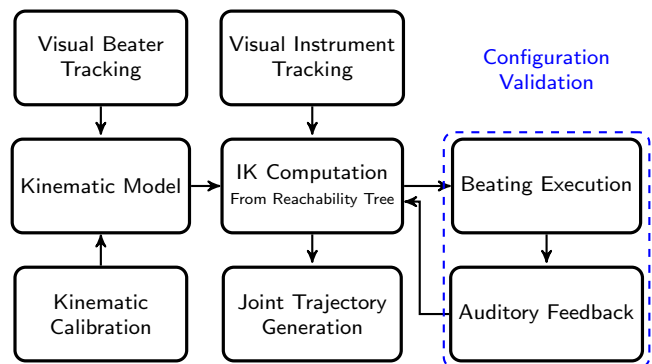 Visual Beater
Tracking
Visual Instrument
Tracking
Configuration
Validation
Kinematic Model
IK Computation
From Reachability Tree
Beating Execution
Kinematic
Calibration
Joint Trajectory
Generation
Auditory Feedback